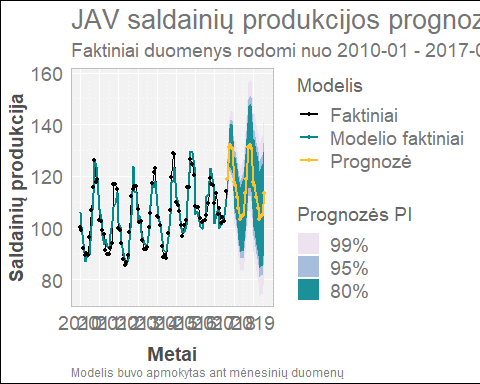 JAV saldainių produkcijos prognoz
Faktiniai duomenys rodomi nuo 2010-01 - 2017-0
Saldainių produkcija
160
140
120
100
80
Metai
Modelis buvo apmokytas ant mėnesinių duomenų
Modelis
Faktiniai
Modelio faktiniai
Prognozė
Prognozės PI
99%
95%
80%